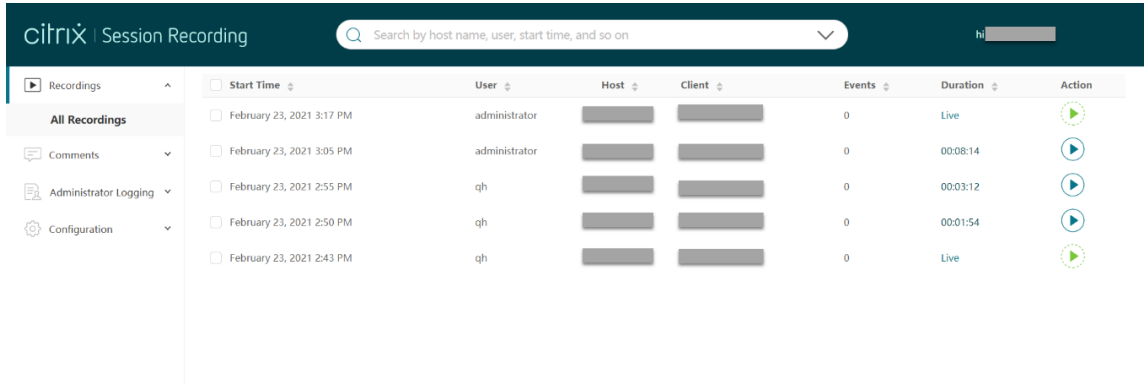 citrix | Session Recording
Search by host name, user, start time, and so on
hi
Recordings
All Recordings
Comments
Administrator Logging
Configuration
Start Time User Host Client Events Duration Action
February 23, 2021 3:17 PM administrator 0 Live
February 23, 2021 3:05 PM administrator 0 00:08:14
February 23, 2021 2:55 PM qh 0 00:03:12
February 23, 2021 2:50 PM qh 0 00:01:54
February 23, 2021 2:43 PM qh 0 Live